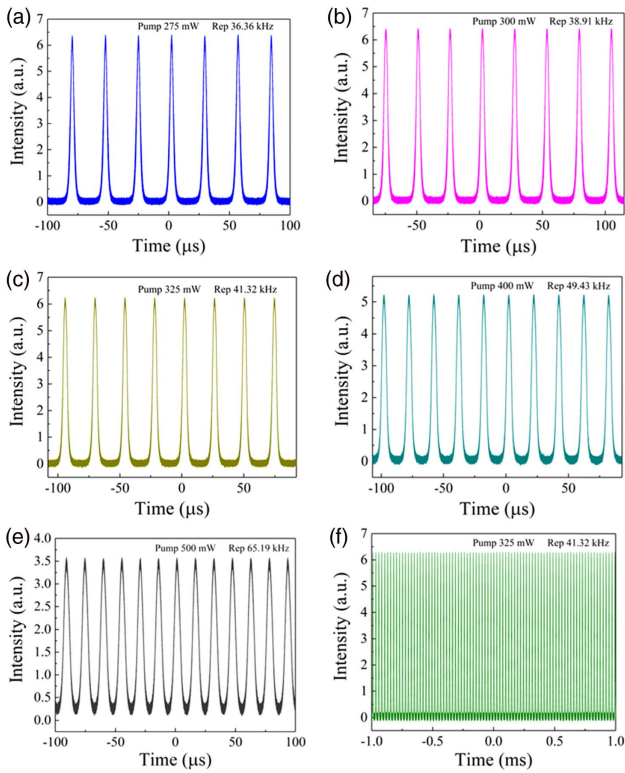 (a)
Pump 275 mW Rep 36.36 kHz
7
6
5
4
3
2
1
0
Intensity (a.u.)
-100 -50 0 50 100
Time (μs)
(b)
Pump 300 mW Rep 38.91 kHz
7
6
5
4
3
2
1
0
Intensity (a.u.)
-50 0 50 100
Time (μs)
(c)
Pump 325 mW Rep 41.32 kHz
7
6
5
4
3
2
1
0
Intensity (a.u.)
-100 -50 0 50
Time (μs)
(d)
Pump 400 mW Rep 49.43 kHz
5
4
3
2
1
0
Intensity (a.u.)
-100 -50 0 50
Time (μs)
(e)
Pump 500 mW Rep 65.19 kHz
4.0
3.5
3.0
2.5
2.0
1.5
1.0
0.5
0.0
Intensity (a.u.)
-100 -50 0 50 100
Time (μs)
(f)
Pump 325 mW Rep 41.32 kHz
7
6
5
4
3
2
1
0
Intensity (a.u.)
-1.0 -0.5 0.0 0.5 1.0
Time (ms)